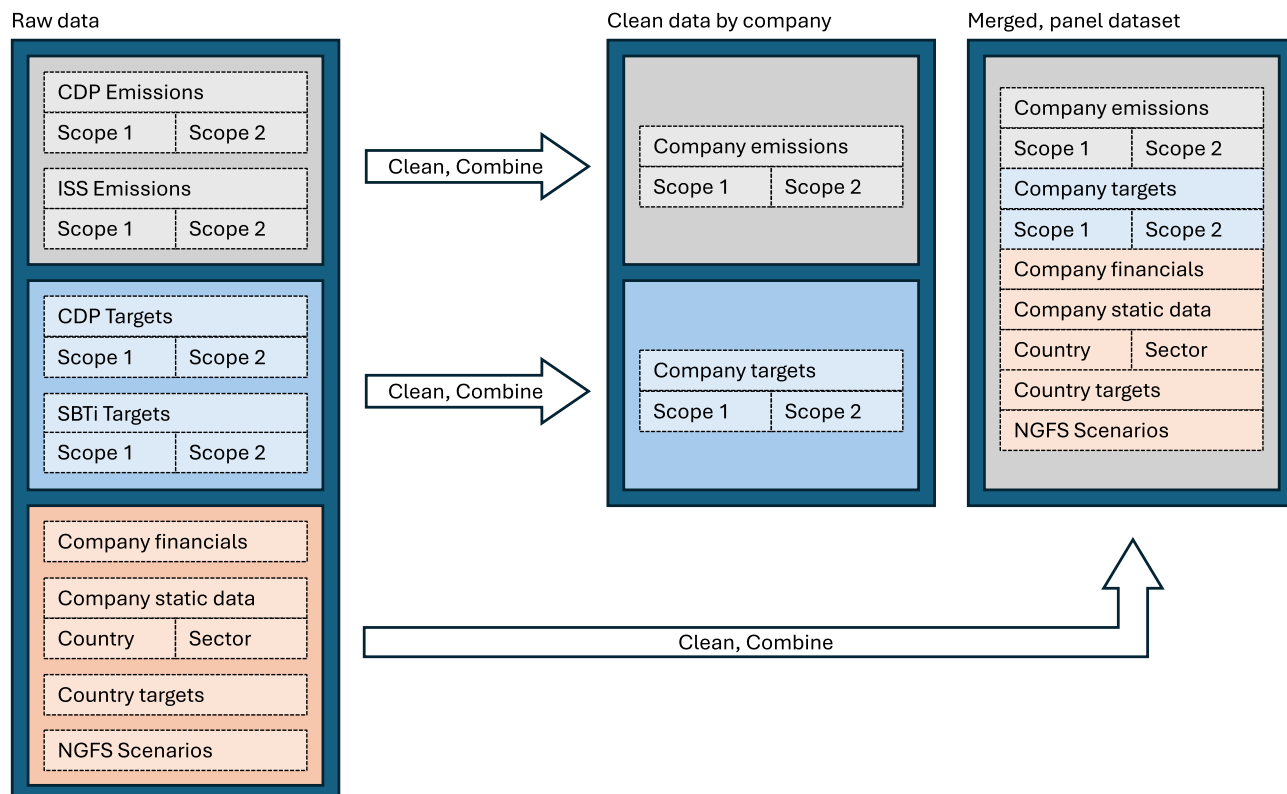 Raw data
CDP Emissions
Scope 1 Scope 2
ISS Emissions
Scope 1 Scope 2
CDP Targets
Scope 1 Scope 2
SBTi Targets
Scope 1 Scope 2
Company financials
Company static data
Country Sector
Country targets
NGFS Scenarios
Clean, Combine
Clean, Combine
Clean, Combine
Clean data by company
Company emissions
Scope 1 Scope 2
Company targets
Scope 1 Scope 2
Merged, panel dataset
Company emissions
Scope 1 Scope 2
Company targets
Scope 1 Scope 2
Company financials
Company static data
Country Sector
Country targets
NGFS Scenarios